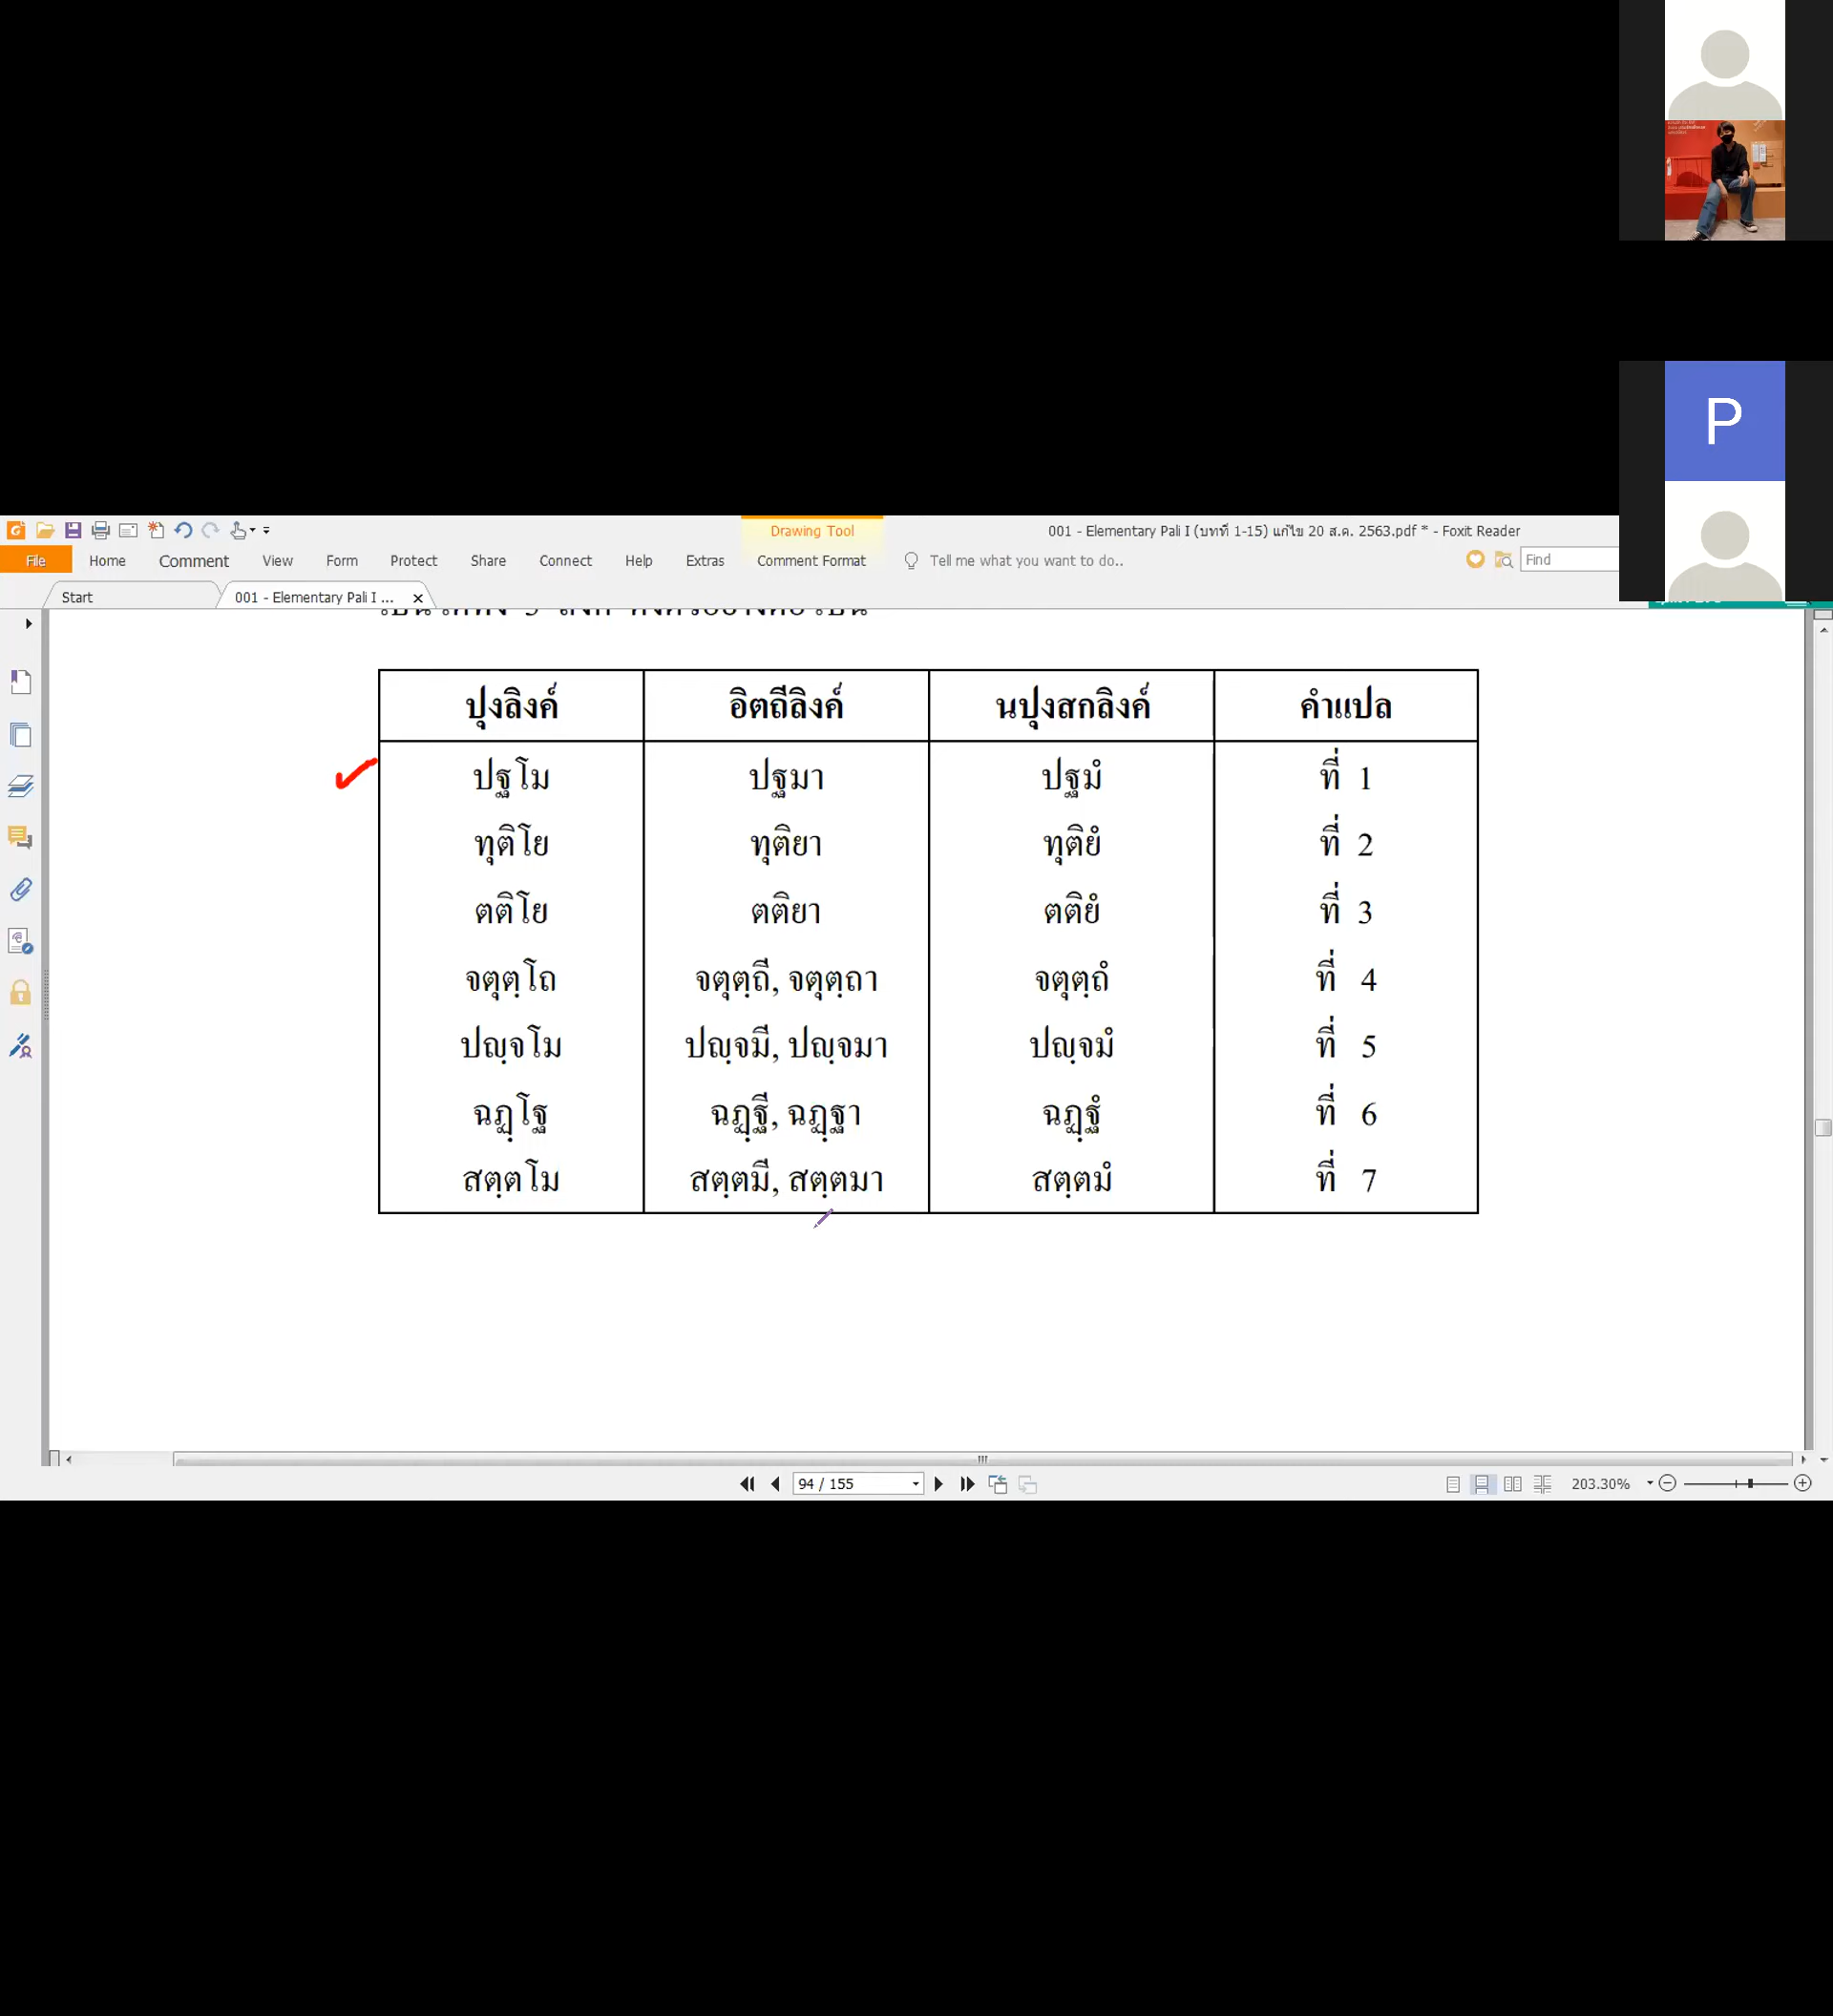 P
Drawing Tool
001 - Elementary Pali I (บทที่ 1-15) แก้ไข 20 ส.ค. 2563.pdf * - Foxit Reader
File Home Comment View Form Protect Share Connect Help Extras Comment Format Tell me what you want to do.. Find
Start 001 - Elementary Pali I ...
ปุงลิงค์ อิตถีลิงค์ นปุงสกลิงค์ คำแปล
ปฐโม ปฐมา ปฐมํ ที่ 1
ทุติโย ทุติยา ทุติยํ ที่ 2
ตติโย ตติยา ตติยํ ที่ 3
จตุตฺโถ จตุตฺถี, จตุตฺถา จตุตฺถํ ที่ 4
ปญฺจโม ปญฺจมี, ปญฺจมา ปญฺจมํ ที่ 5
ฉฏฺโฐ ฉฏฺฐี, ฉฏฺฐา ฉฏฺฐํ ที่ 6
สตฺตโม สตฺตมี, สตฺตมา สตฺตมํ ที่ 7
94 / 155 203.30%